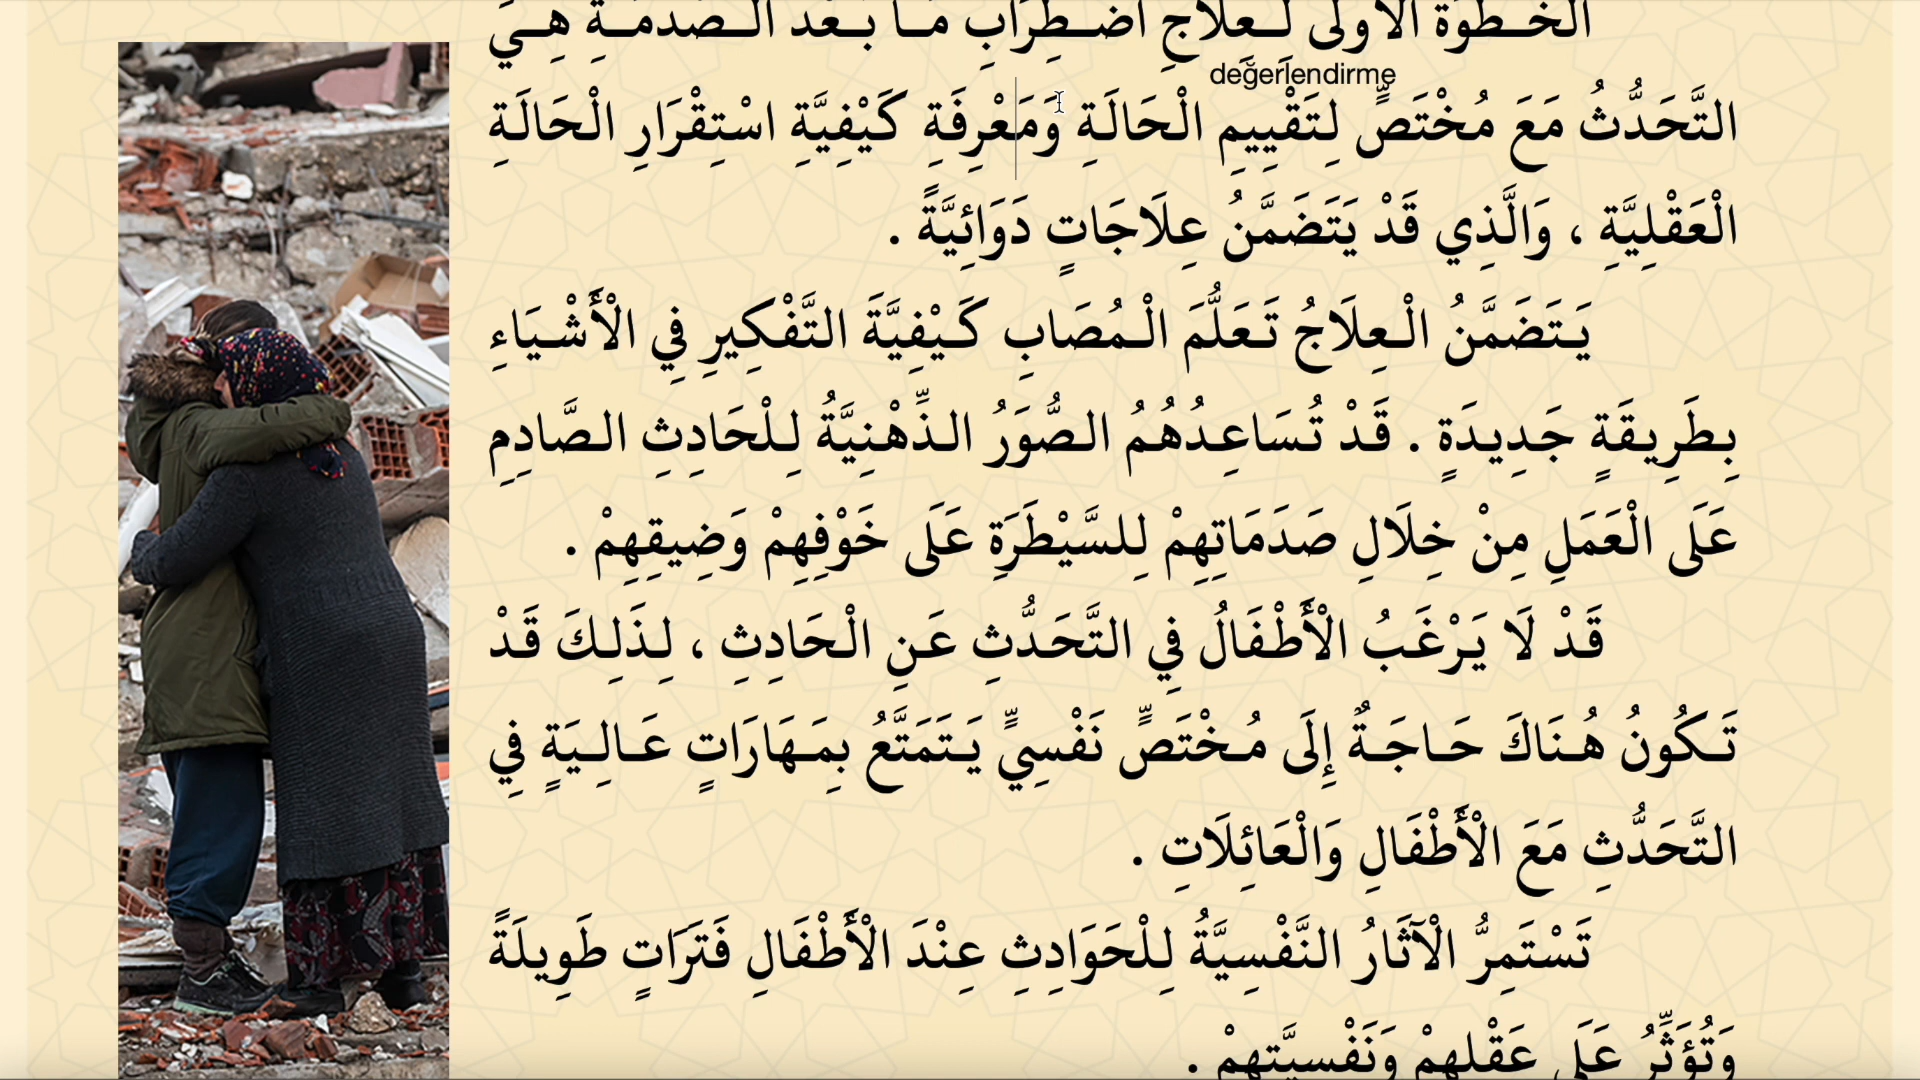 الْخُطْوَةُ الْأُولَى لِعِلَاجِ اضْطِرَابِ مَا بَعْدَ الصَّدْمَةِ هِيَ
değerlendirme
التَّحَدُّثُ مَعَ مُخْتَصٍّ لِتَقْيِيمِ الْحَالَةِ وَمَعْرِفَةِ كَيْفِيَّةِ اسْتِقْرَارِ الْحَالَةِ
الْعَقْلِيَّةِ ، وَالَّذِي قَدْ يَتَضَمَّنُ عِلَاجَاتٍ دَوَائِيَّةً .
يَتَضَمَّنُ الْعِلَاجُ تَعَلُّمَ الْمُصَابِ كَيْفِيَّةَ التَّفْكِيرِ فِي الْأَشْيَاءِ
بِطَرِيقَةٍ جَدِيدَةٍ . قَدْ تُسَاعِدُهُمُ الصُّوَرُ الذِّهْنِيَّةُ لِلْحَادِثِ الصَّادِمِ
عَلَى الْعَمَلِ مِنْ خِلَالِ صَدَمَاتِهِمْ لِلسَّيْطَرَةِ عَلَى خَوْفِهِمْ وَضِيقِهِمْ .
قَدْ لَا يَرْغَبُ الْأَطْفَالُ فِي التَّحَدُّثِ عَنِ الْحَادِثِ ، لِذَلِكَ قَدْ
تَكُونُ هُنَاكَ حَاجَةٌ إِلَى مُخْتَصٍّ نَفْسِيٍّ يَتَمَتَّعُ بِمَهَارَاتٍ عَالِيَةٍ فِي
التَّحَدُّثِ مَعَ الْأَطْفَالِ وَالْعَائِلَاتِ .
تَسْتَمِرُّ الْآثَارُ النَّفْسِيَّةُ لِلْحَوَادِثِ عِنْدَ الْأَطْفَالِ فَتَرَاتٍ طَوِيلَةً
وَتُؤَثِّرُ عَلَى عَقْلِهِمْ وَنَفْسِيَّتِهِمْ .